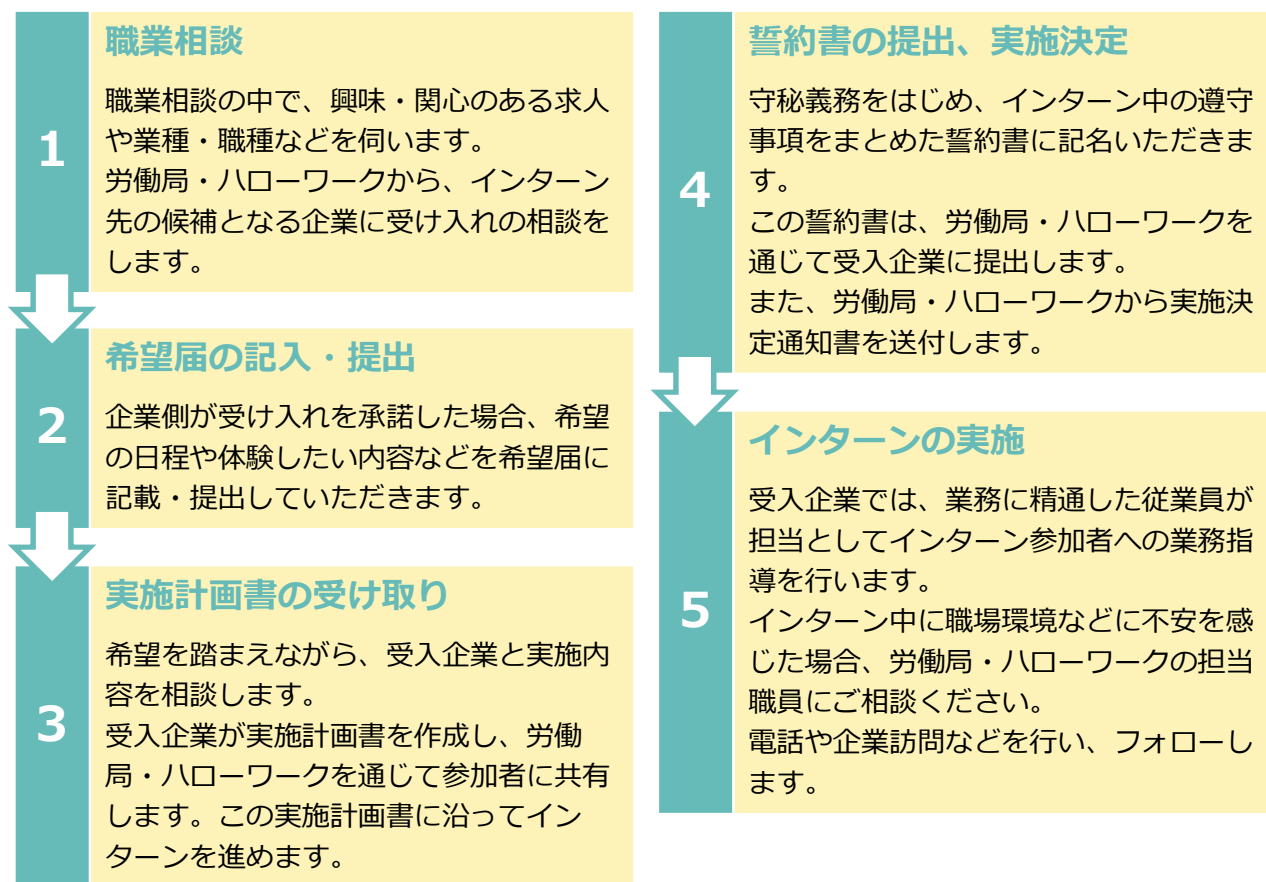 1
職業相談
職業相談の中で、興味・関心のある求人
や業種・職種などを伺います。
労働局・ハローワークから、インターン
先の候補となる企業に受け入れの相談を
します。
2
希望届の記入・提出
企業側が受け入れを承諾した場合、希望
の日程や体験したい内容などを希望届に
記載・提出していただきます。
3
実施計画書の受け取り
希望を踏まえながら、受入企業と実施内
容を相談します。
受入企業が実施計画書を作成し、労働
局・ハローワークを通じて参加者に共有
します。この実施計画書に沿ってイン
ターンを進めます。
4
誓約書の提出、実施決定
守秘義務をはじめ、インターン中の遵守
事項をまとめた誓約書に記名いただきま
す。
この誓約書は、労働局・ハローワークを
通じて受入企業に提出します。
また、労働局・ハローワークから実施決
定通知書を送付します。
5
インターンの実施
受入企業では、業務に精通した従業員が
担当としてインターン参加者への業務指
導を行います。
インターン中に職場環境などに不安を感
じた場合、労働局・ハローワークの担当
職員にご相談ください。
電話や企業訪問などを行い、フォローし
ます。